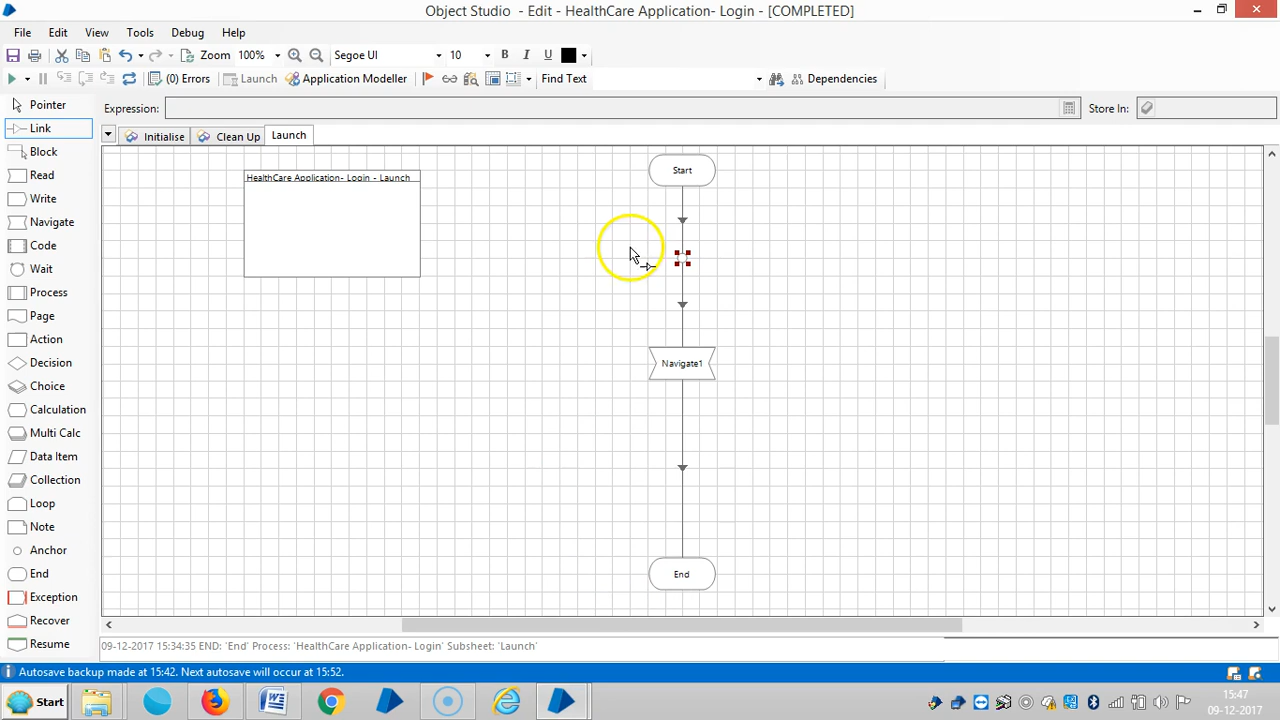 Object Studio - Edit - HealthCare Application- Login - [COMPLETED]
File Edit View Tools Debug Help
Zoom 100% Segoe UI 10 B I U
(0) Errors Launch Application Modeller Find Text Dependencies
Pointer Expression: Store In:
Link Initialise Clean Up Launch
Block
Read
Write
Navigate
Code
Wait
Process
Page
Action
Decision
Choice
Calculation
Multi Calc
Data Item
Collection
Loop
Note
Anchor
End
Exception
Recover
Resume
HealthCare Application- Login - Launch
Start
Navigate1
End
09-12-2017 15:34:35 END: 'End' Process: 'HealthCare Application- Login' Subsheet: 'Launch'
Autosave backup made at 15:42. Next autosave will occur at 15:52.
Start
15:47
09-12-2017